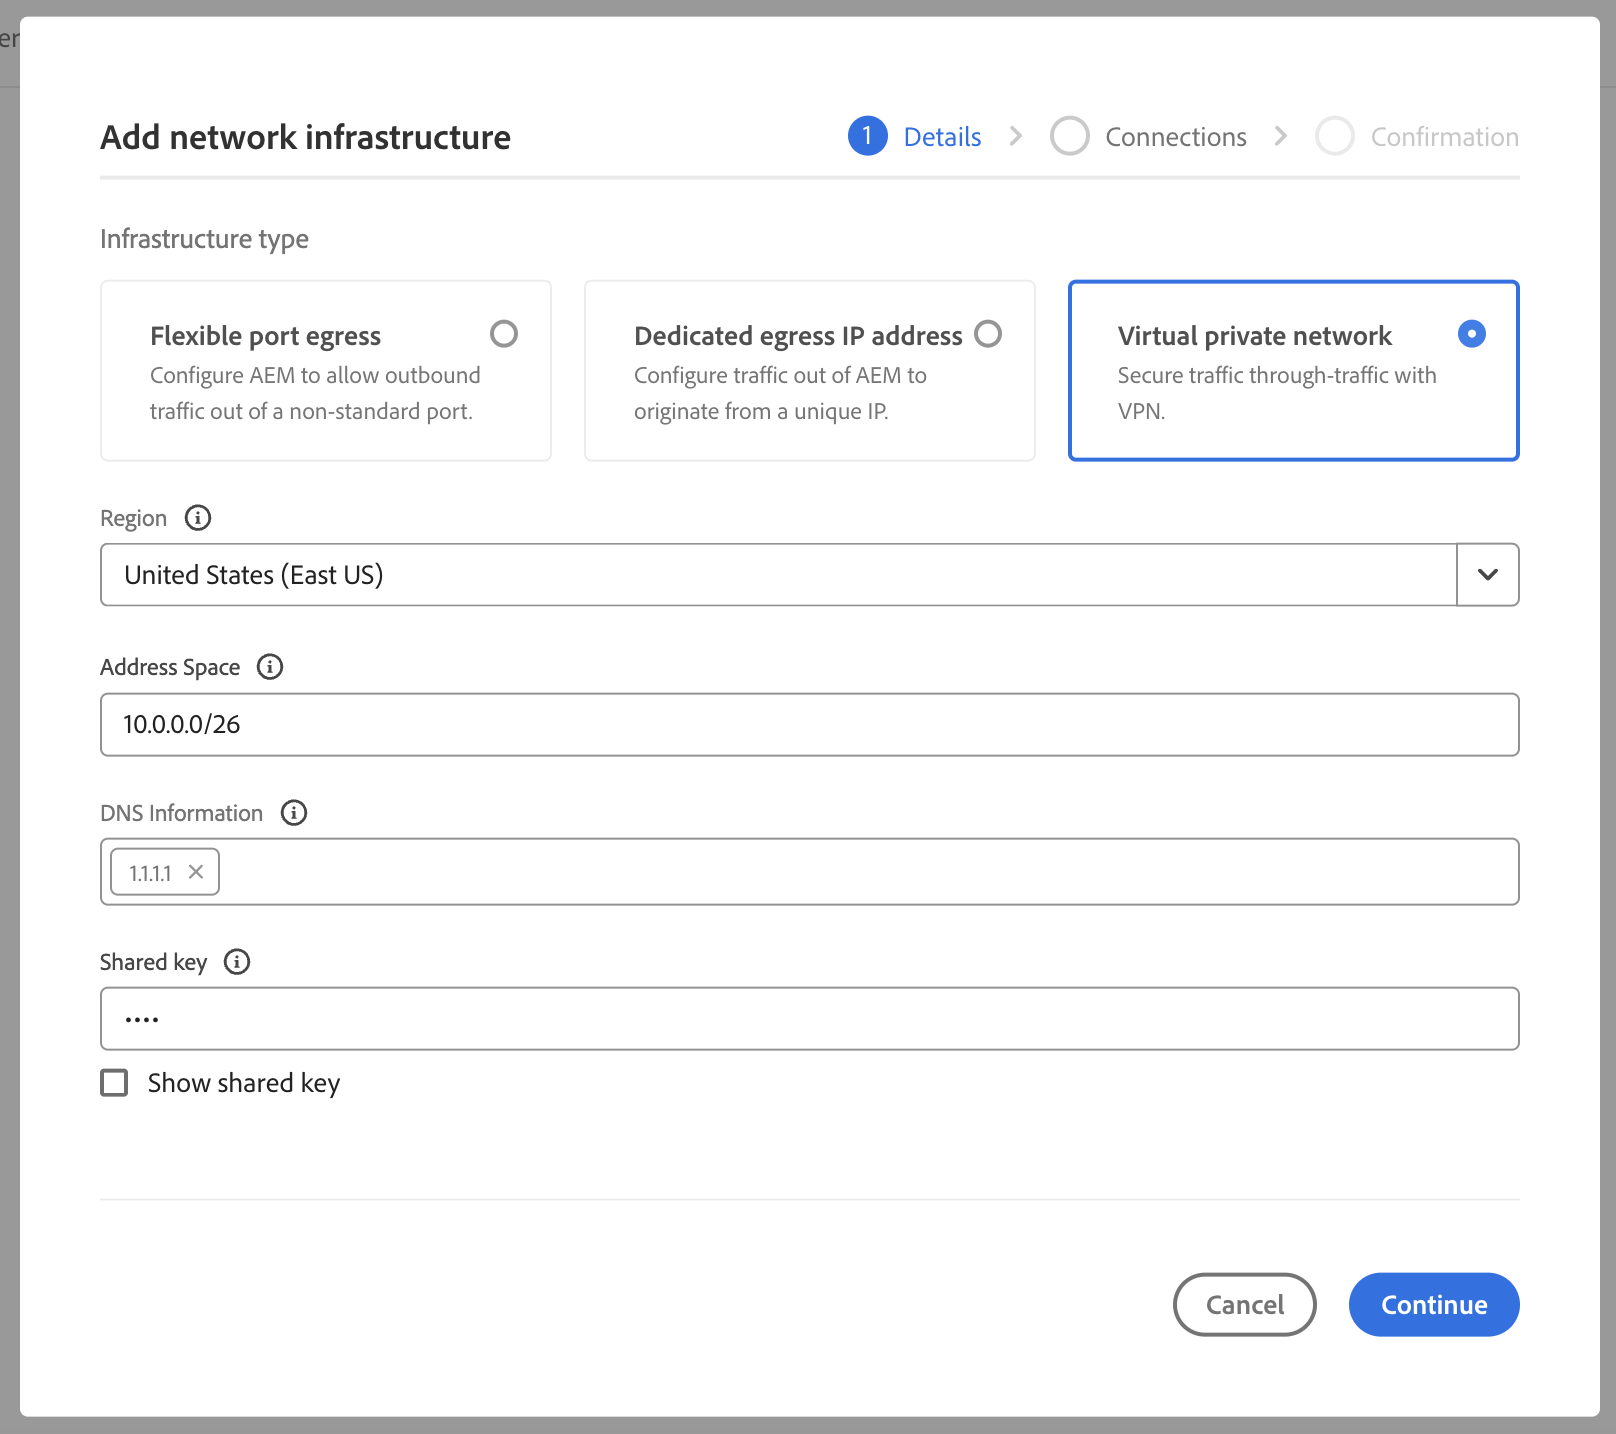 er
Add network infrastructure
1 Details Connections Confirmation
Infrastructure type
Flexible port egress
Configure AEM to allow outbound
traffic out of a non-standard port.
Dedicated egress IP address
Configure traffic out of AEM to
originate from a unique IP.
Virtual private network
Secure traffic through-traffic with
VPN.
Region
United States (East US)
Address Space
10.0.0.0/26
DNS Information
1.1.1.1
Shared key
••••
Show shared key
Cancel
Continue